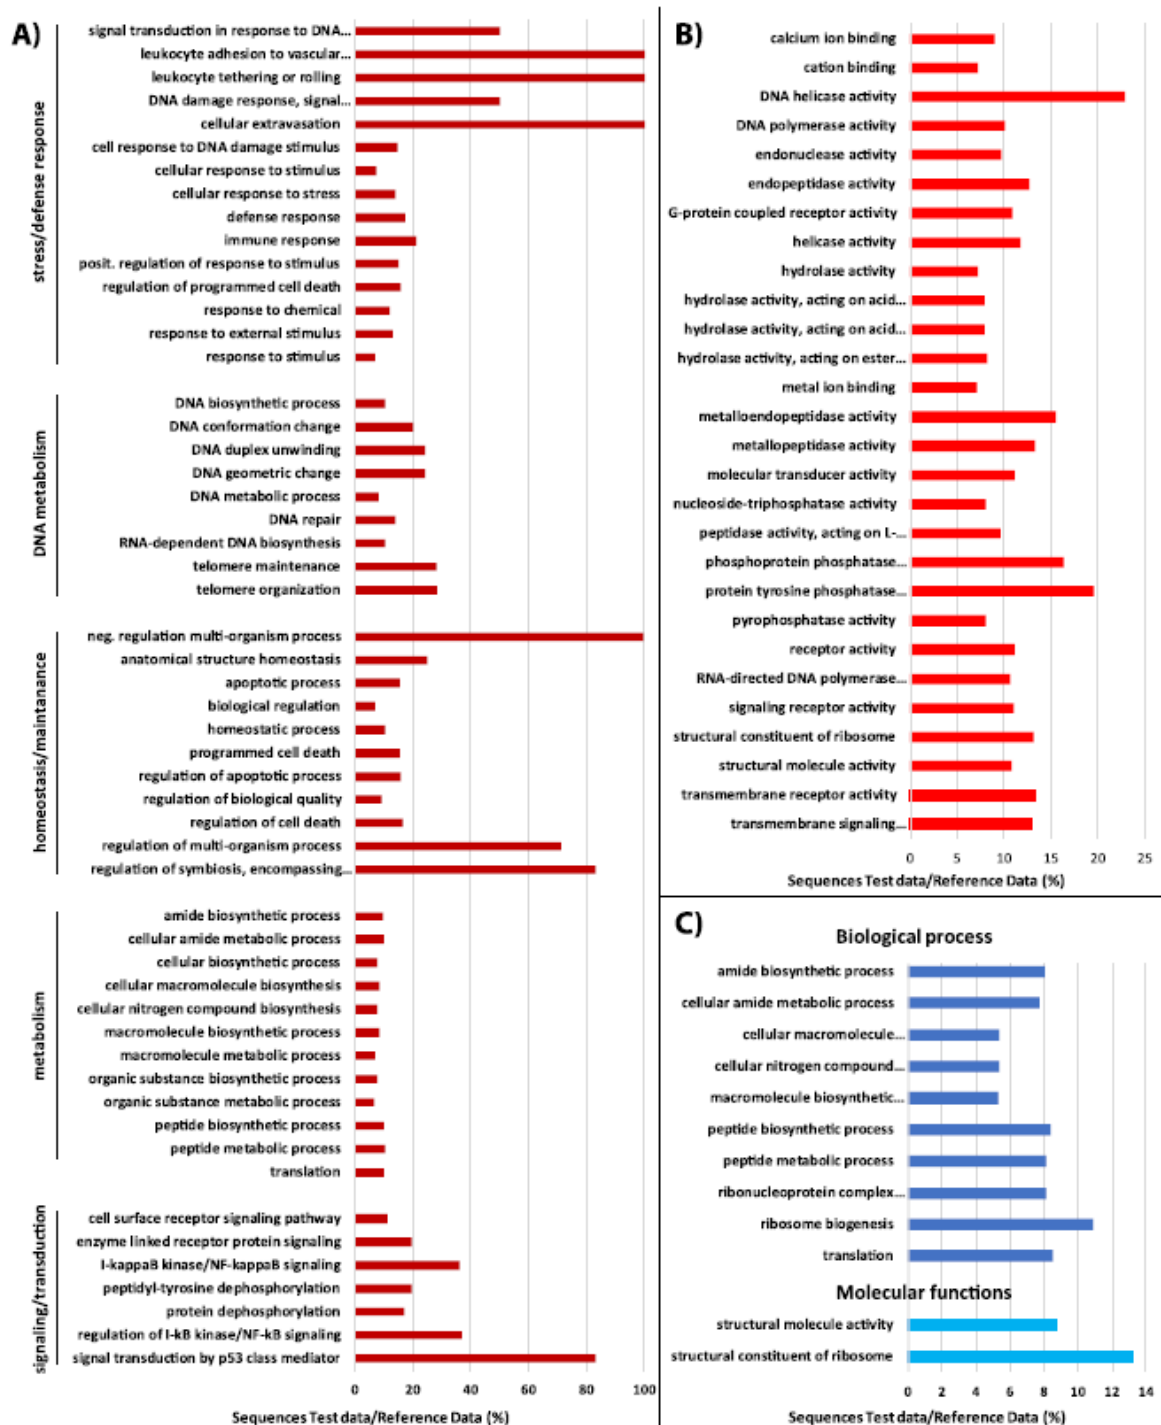 A)
stress/defense response
signal transduction in response to DNA...
leukocyte adhesion to vascular...
leukocyte tethering or rolling
DNA damage response, signal...
cellular extravasation
cell response to DNA damage stimulus
cellular response to stimulus
cellular response to stress
defense response
immune response
posit. regulation of response to stimulus
regulation of programmed cell death
response to chemical
response to external stimulus
response to stimulus
DNA metabolism
DNA biosynthetic process
DNA conformation change
DNA duplex unwinding
DNA geometric change
DNA metabolic process
DNA repair
RNA-dependent DNA biosynthesis
telomere maintenance
telomere organization
homeostasis/maintanance
neg. regulation multi-organism process
anatomical structure homeostasis
apoptotic process
biological regulation
homeostatic process
programmed cell death
regulation of apoptotic process
regulation of biological quality
regulation of cell death
regulation of multi-organism process
regulation of symbiosis, encompassing...
metabolism
amide biosynthetic process
cellular amide metabolic process
cellular biosynthetic process
cellular macromolecule biosynthesis
cellular nitrogen compound biosynthesis
macromolecule biosynthetic process
macromolecule metabolic process
organic substance biosynthetic process
organic substance metabolic process
peptide biosynthetic process
peptide metabolic process
translation
signaling/transduction
cell surface receptor signaling pathway
enzyme linked receptor protein signaling
I-kappaB kinase/NF-kappaB signaling
peptidyl-tyrosine dephosphorylation
protein dephosphorylation
regulation of I-kB kinase/NF-kB signaling
signal transduction by p53 class mediator
0 20 40 60 80 100
Sequences Test data/Reference Data (%)
B)
calcium ion binding
cation binding
DNA helicase activity
DNA polymerase activity
endonuclease activity
endopeptidase activity
G-protein coupled receptor activity
helicase activity
hydrolase activity
hydrolase activity, acting on acid...
hydrolase activity, acting on acid...
hydrolase activity, acting on ester...
metal ion binding
metalloendopeptidase activity
metallopeptidase activity
molecular transducer activity
nucleoside-triphosphatase activity
peptidase activity, acting on L-...
phosphoprotein phosphatase...
protein tyrosine phosphatase...
pyrophosphatase activity
receptor activity
RNA-directed DNA polymerase...
signaling receptor activity
structural constituent of ribosome
structural molecule activity
transmembrane receptor activity
transmembrane signaling...
0 5 10 15 20 25
Sequences Test data/Reference Data (%)
C)
Biological process
amide biosynthetic process
cellular amide metabolic process
cellular macromolecule...
cellular nitrogen compound...
macromolecule biosynthetic...
peptide biosynthetic process
peptide metabolic process
ribonucleoprotein complex...
ribosome biogenesis
translation
Molecular functions
structural molecule activity
structural constituent of ribosome
0 2 4 6 8 10 12 14
Sequences Test data/Reference Data (%)